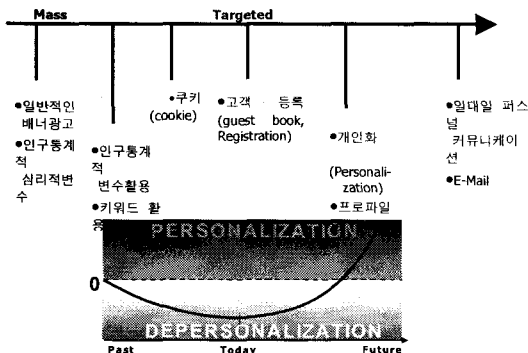 Mass Targeted
●일반적인
배너광고
●인구통계
적
심리적변
수
●인구통계
적
변수활용
●키워드 활
용
●쿠키
(cookie)
●고객 등록
(guest book,
Registration)
●개인화
(Personali-
zation)
●프로파일
●일대일 퍼스
널
커뮤니케이
션
●E-Mail
PERSONALIZATION
0
DEPERSONALIZATION
Past Today Future